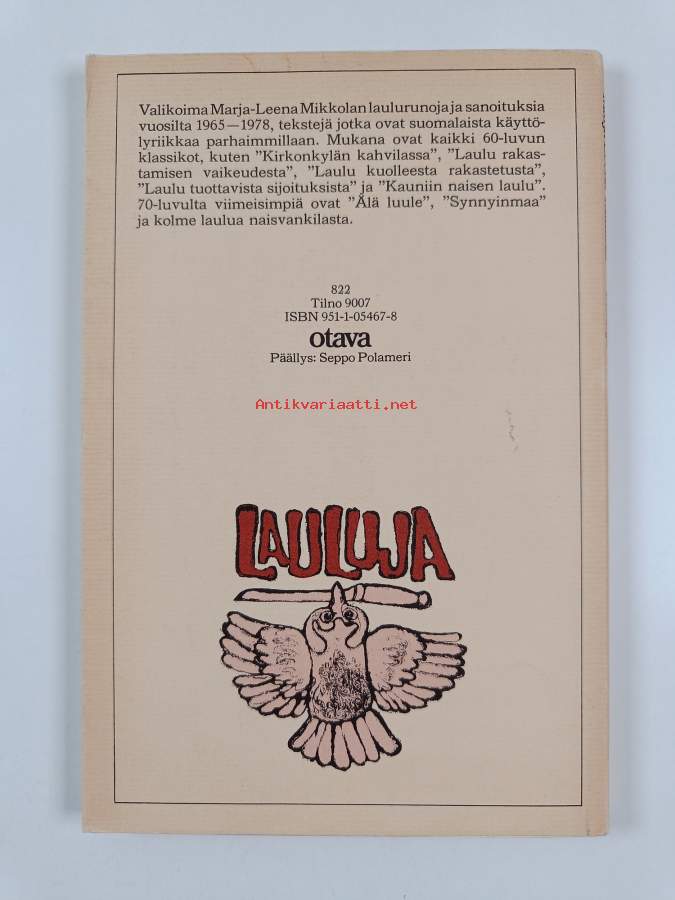 Valikoima Marja-Leena Mikkolan laulurunoja ja sanoituksia
vuosilta 1965—1978, tekstejä jotka ovat suomalaista käyttö-
lyriikkaa parhaimmillaan. Mukana ovat kaikki 60-luvun
klassikot, kuten ”Kirkonkylän kahvilassa”, ”Laulu rakas-
tamisen vaikeudesta”, ”Laulu kuolleesta rakastetusta”,
”Laulu tuottavista sijoituksista” ja ”Kauniin naisen laulu”.
70-luvulta viimeisimpiä ovat ”Älä luule”, ”Synnyinmaa”
ja kolme laulua naisvankilasta.
822
Tilno 9007
ISBN 951-1-05467-8
otava
Päällys: Seppo Polameri
Antikvariaatti.net
LAULUJA